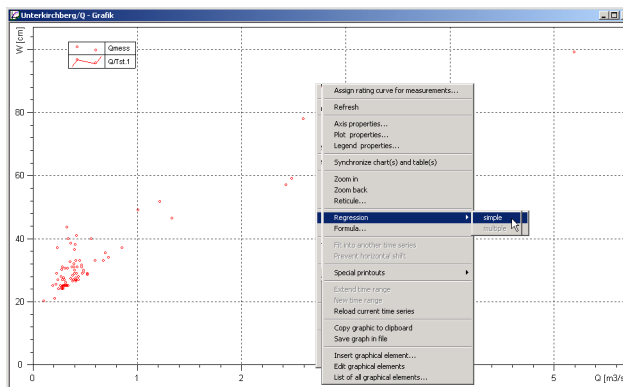 Unterkirchberg/Q - Grafik
W [cm]
Qmess
Q/Tst.1
100
80
60
40
20
0
0
1
2
5
Q [m3/s
Assign rating curve for measurements...
Refresh
Axis properties...
Plot properties...
Legend properties...
Synchronize chart(s) and table(s)
Zoom in
Zoom back
Reticule...
Regression
simple
Formula...
multiple
Fit into another time series
Prevent horizontal shift
Special printouts
Extend time range
New time range
Reload current time series
Copy graphic to clipboard
Save graph in file
Insert graphical element...
Edit graphical elements
List of all graphical elements...